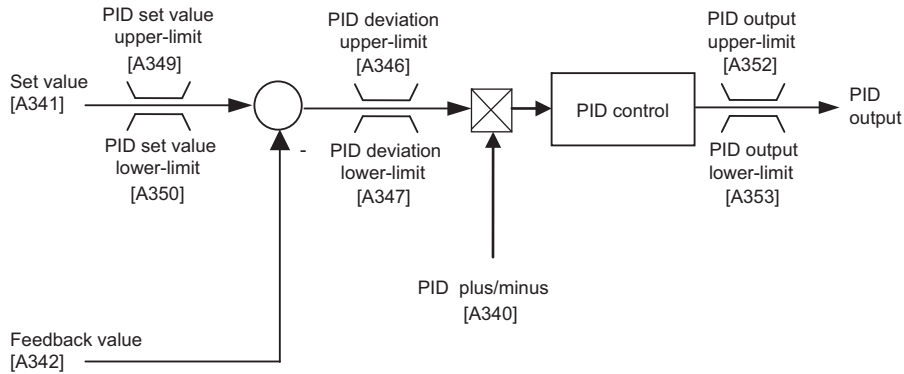 PID set value
upper-limit
[A349]
PID deviation
upper-limit
[A346]
PID output
upper-limit
[A352]
Set value
[A341]
PID control
PID
output
-
PID set value
lower-limit
[A350]
PID deviation
lower-limit
[A347]
PID output
lower-limit
[A353]
PID plus/minus
[A340]
Feedback value
[A342]